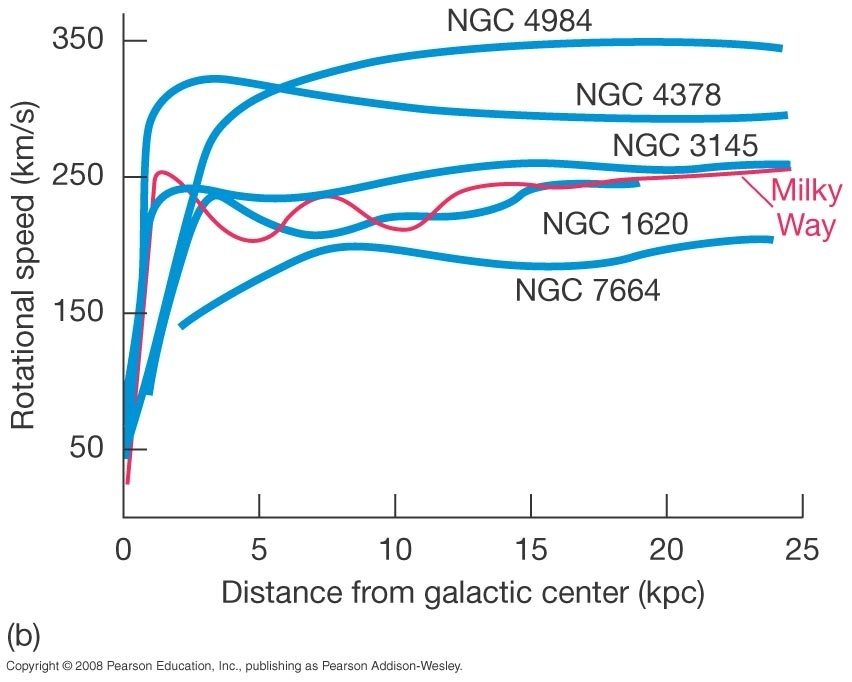 NGC 4984
350
NGC 4378
NGC 3145
250
Milky
Way
NGC 1620
NGC 7664
150
50
Rotational speed (km/s)
0 5 10 15 20 25
Distance from galactic center (kpc)
(b)
Copyright © 2008 Pearson Education, Inc., publishing as Pearson Addison-Wesley.